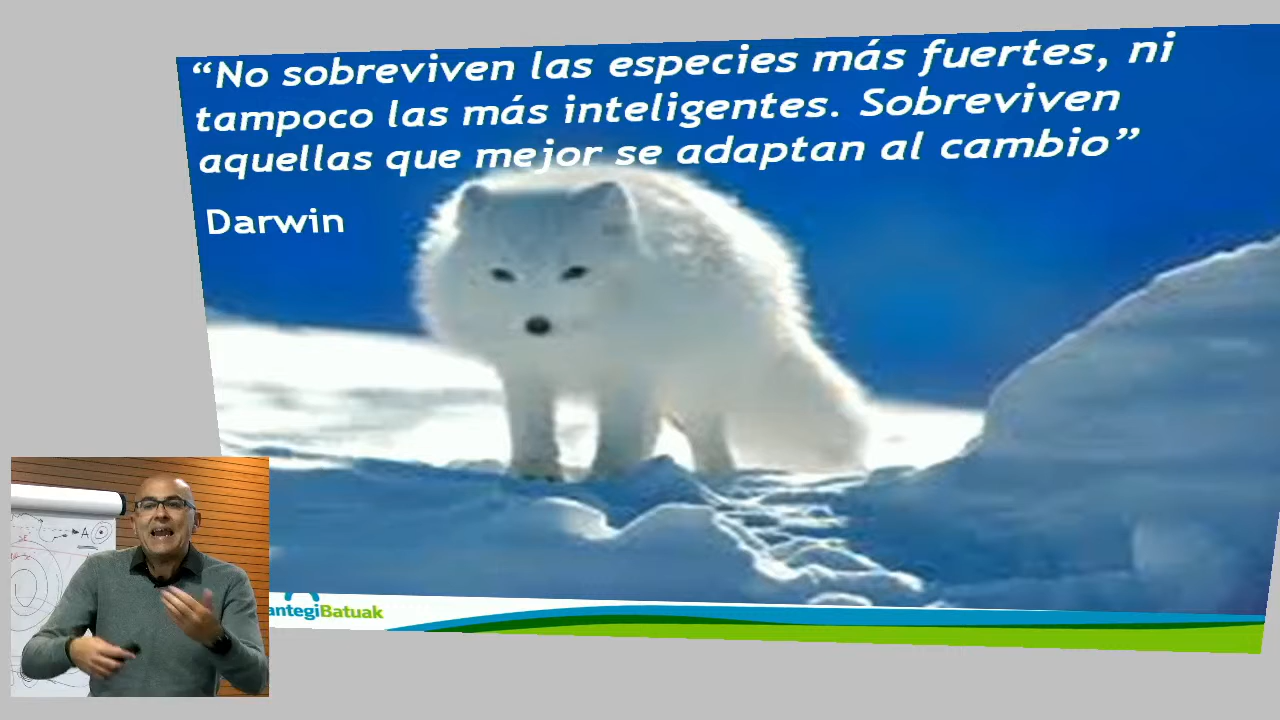 “No sobreviven las especies más fuertes, ni
tampoco las más inteligentes. Sobreviven
aquellas que mejor se adaptan al cambio”
Darwin
antegiBatuak
A